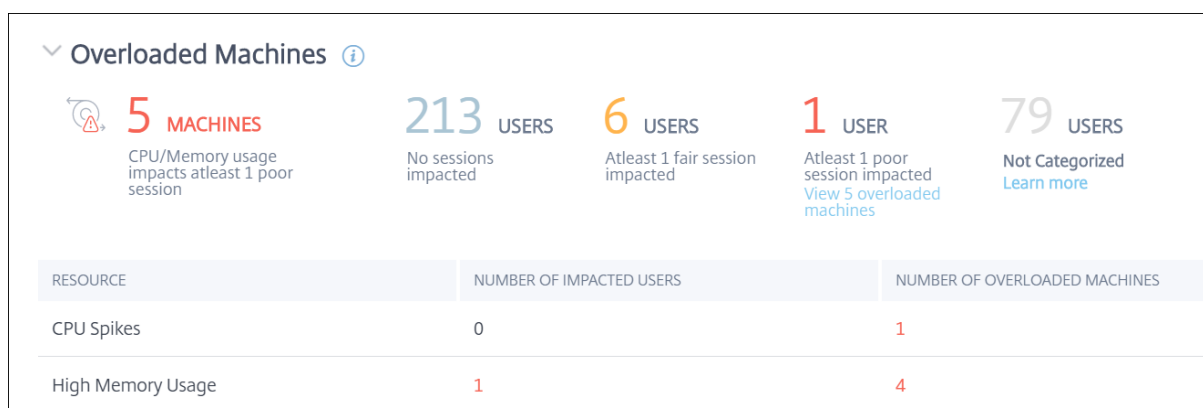 Overloaded Machines
5 MACHINES
CPU/Memory usage
impacts atleast 1 poor
session
213 USERS
No sessions
impacted
6 USERS
Atleast 1 fair session
impacted
1 USER
Atleast 1 poor
session impacted
View 5 overloaded
machines
79 USERS
Not Categorized
Learn more
RESOURCE NUMBER OF IMPACTED USERS NUMBER OF OVERLOADED MACHINES
CPU Spikes 0 1
High Memory Usage 1 4